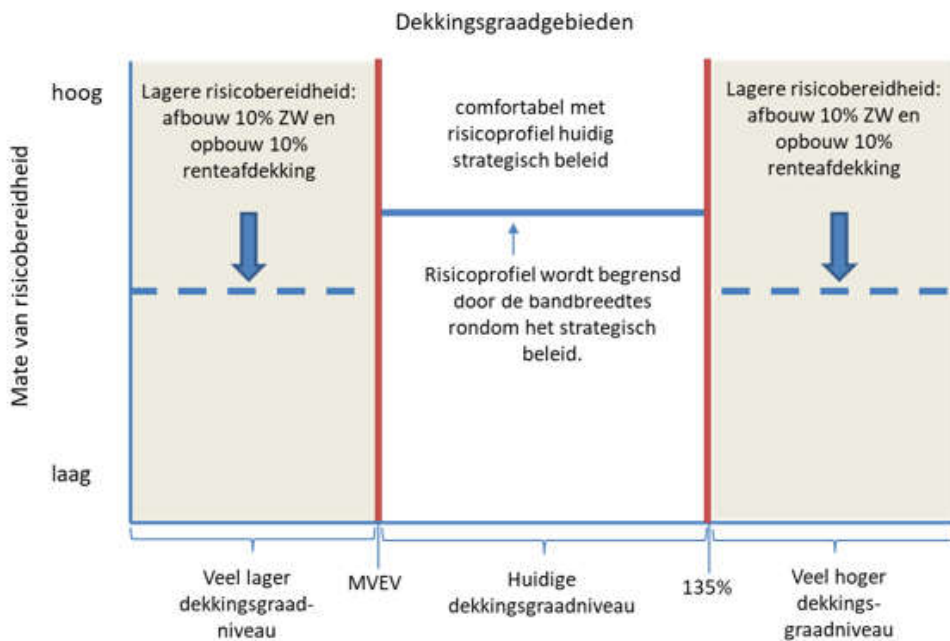 Dekkingsgraadgebieden
hoog
Mate van risicobereidheid
laag
Lagere risicobereidheid:
afbouw 10% ZW en
opbouw 10%
renteafdekking
comfortabel met
risicoprofiel huidig
strategisch beleid
Risicoprofiel wordt begrensd
door de bandbreedtes
rondom het strategisch
beleid.
Lagere risicobereidheid:
afbouw 10% ZW en
opbouw 10%
renteafdekking
Veel lager
dekkingsgraad-
niveau
MVEV
Huidige
dekkingsgraadniveau
135%
Veel hoger
dekkings-
graadniveau